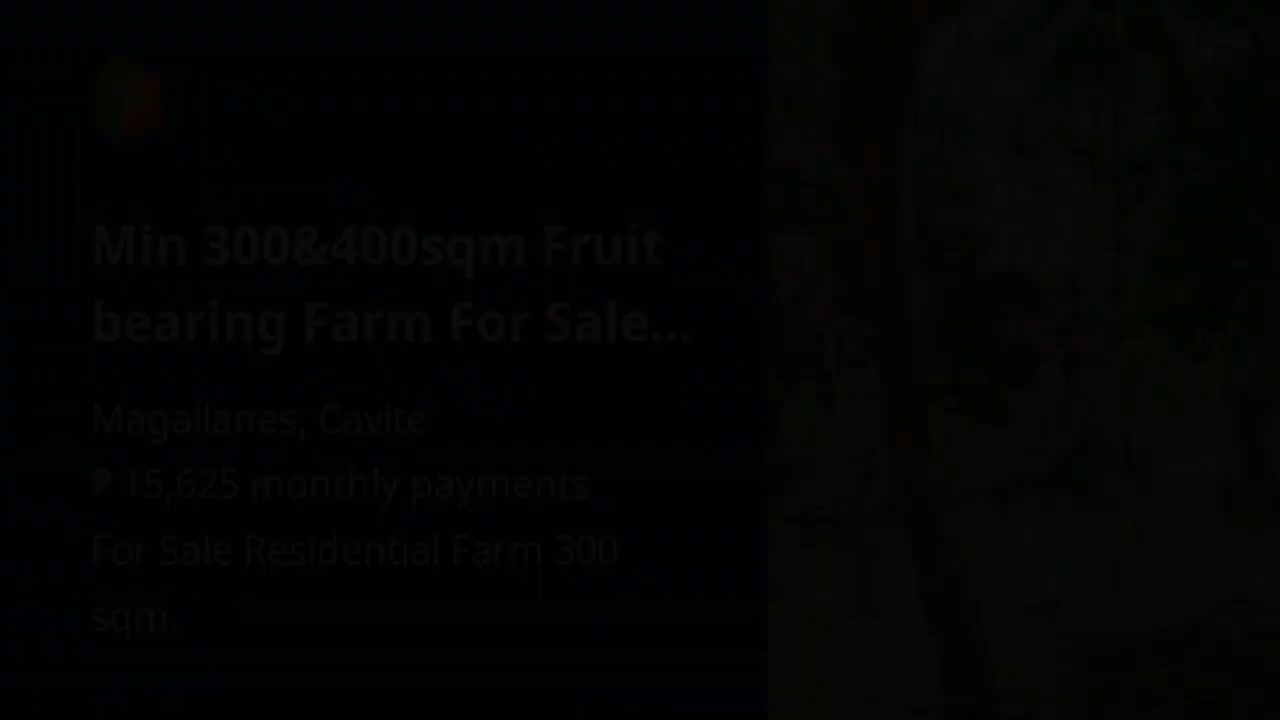 Min 300&400sqm Fruit
bearing Farm For Sale...
Magallanes, Cavite
₱ 15,625 monthly payments
For Sale Residential Farm 300
sqm.